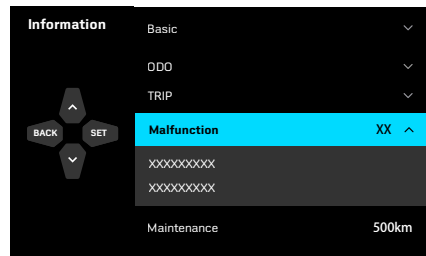 Information
Basic
ODO
TRIP
BACK SET
Malfunction XX
XXXXXXXXX
XXXXXXXXX
Maintenance 500km